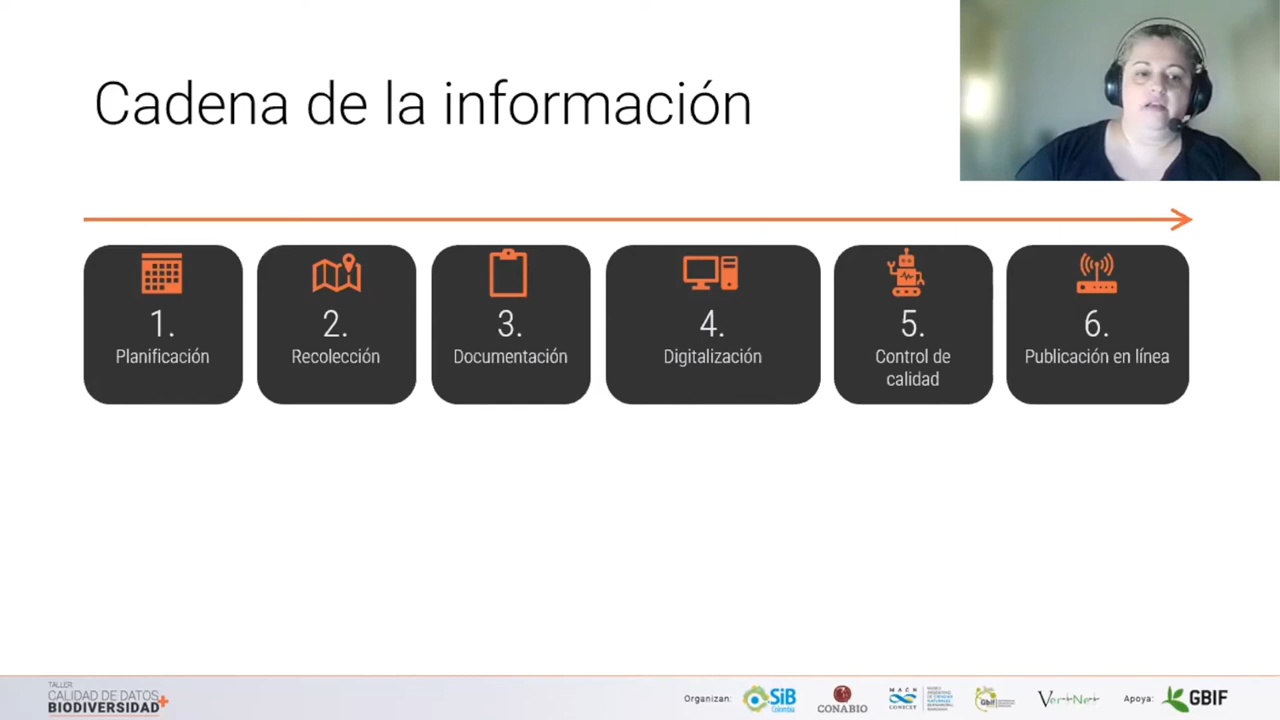 Cadena de la información
1.
Planificación
2.
Recolección
3.
Documentación
4.
Digitalización
5.
Control de
calidad
6.
Publicación en línea
TALLER
CALIDAD DE DATOS
BIODIVERSIDAD+
Organizan:
SiB
Colombia
CONABIO
MACN
CONICET
Gbif
VertNet
Apoya:
GBIF